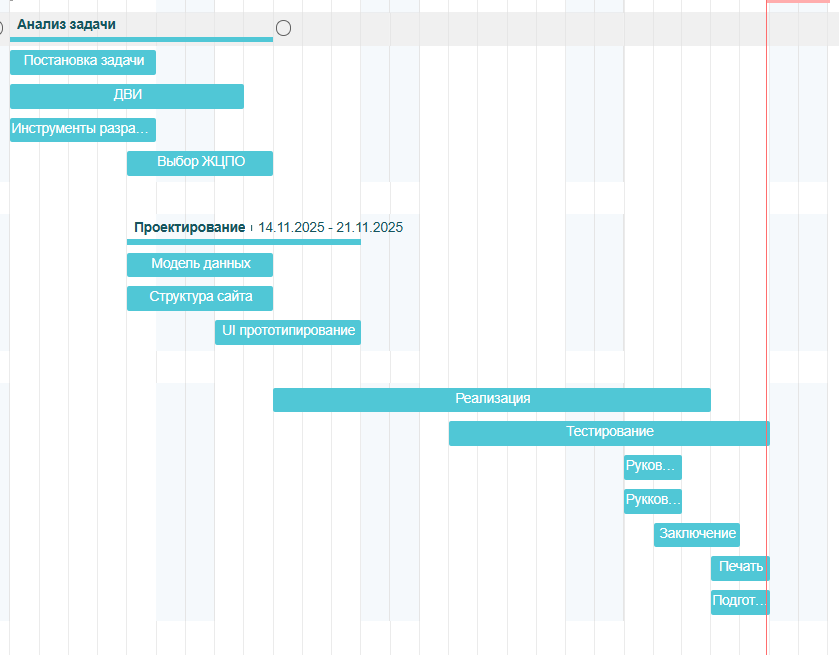 Анализ задачи
Постановка задачи
ДВИ
Инструменты разра...
Выбор ЖЦПО
Проектирование 14.11.2025 - 21.11.2025
Модель данных
Структура сайта
UI прототипирование
Реализация
Тестирование
Руков...
Рукков...
Заключение
Печать
Подгот...